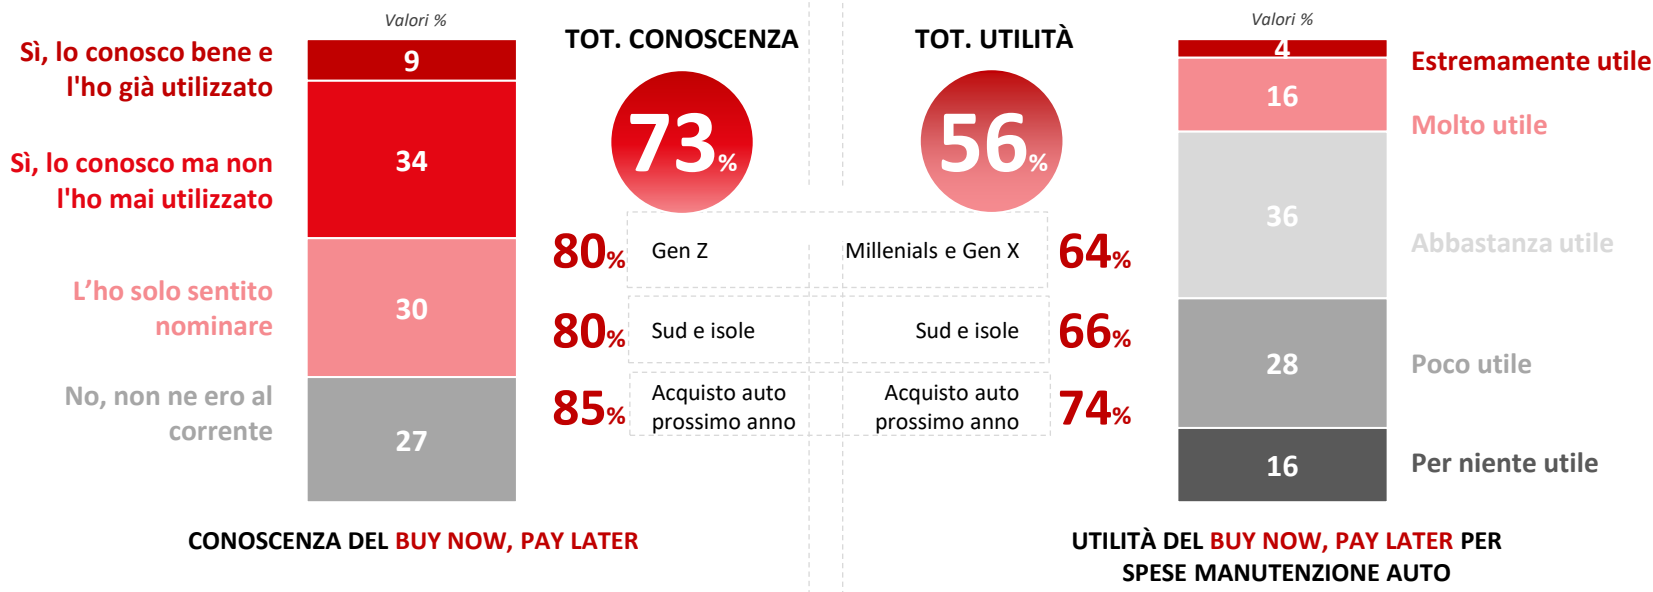 Valori %
Sì, lo conosco bene e
l'ho già utilizzato
9
Sì, lo conosco ma non
l'ho mai utilizzato
34
L’ho solo sentito
nominare
30
No, non ne ero al
corrente
27
CONOSCENZA DEL BUY NOW, PAY LATER
TOT. CONOSCENZA
73%
80% Gen Z
80% Sud e isole
85% Acquisto auto
prossimo anno
TOT. UTILITÀ
56%
Millenials e Gen X 64%
Sud e isole 66%
Acquisto auto
prossimo anno 74%
Valori %
4 Estremamente utile
16 Molto utile
36 Abbastanza utile
28 Poco utile
16 Per niente utile
UTILITÀ DEL BUY NOW, PAY LATER PER
SPESE MANUTENZIONE AUTO